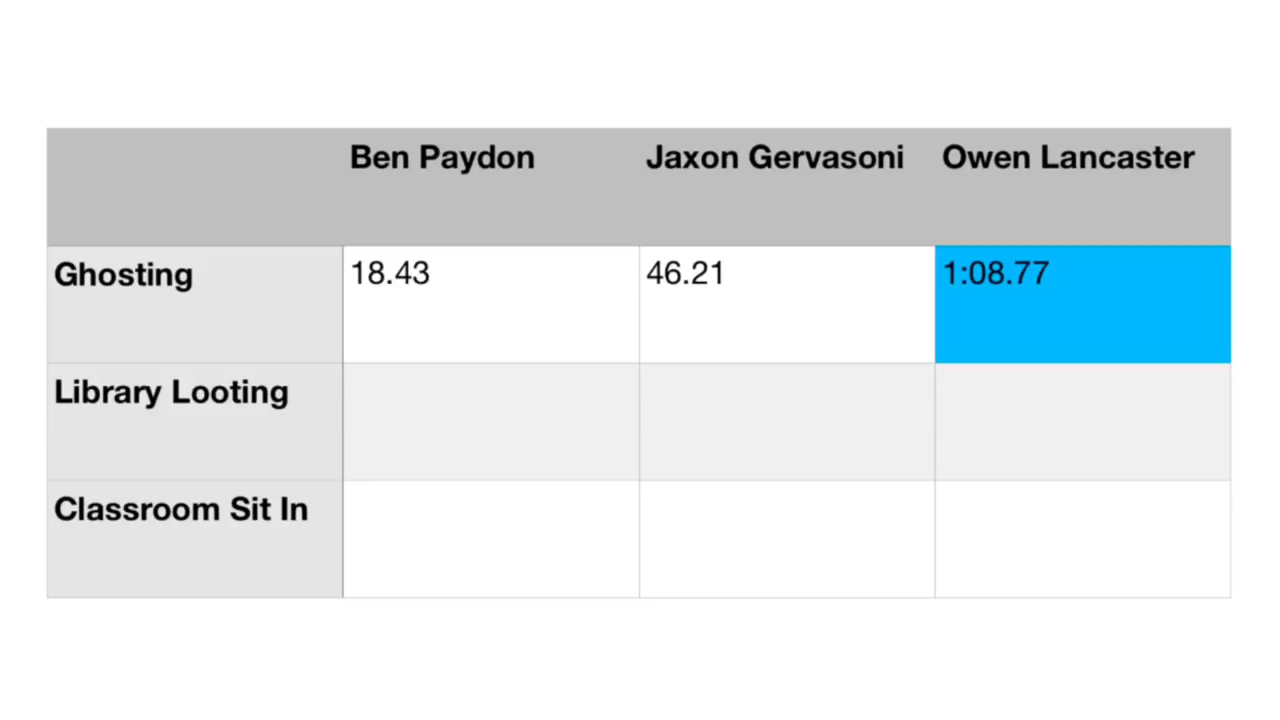 Ben Paydon Jaxon Gervasoni Owen Lancaster
Ghosting 18.43 46.21 1:08.77
Library Looting
Classroom Sit In